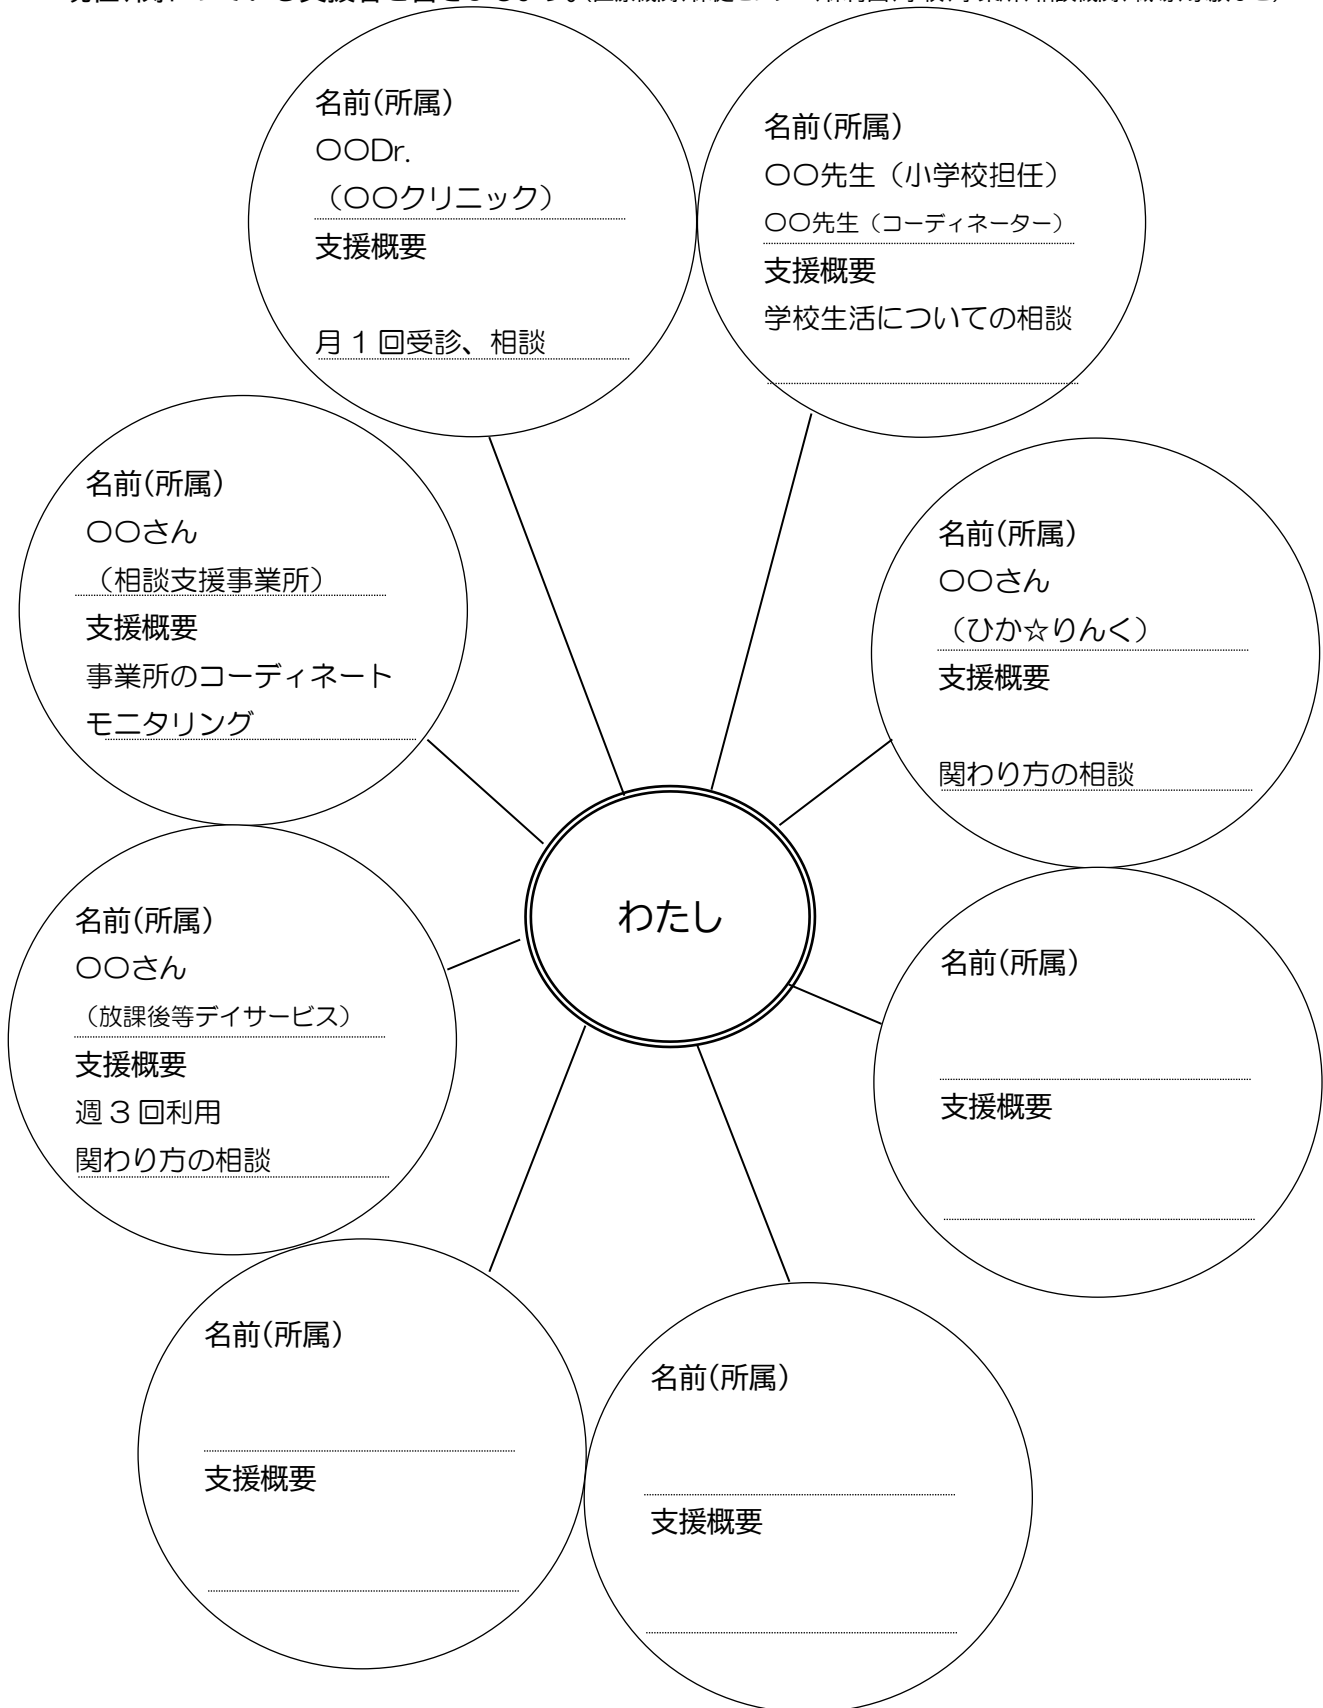 名前(所属)
〇〇Dr.
(〇〇クリニック)
支援概要
月1回受診、相談
名前(所属)
〇〇先生(小学校担任)
〇〇先生(コーディネーター)
支援概要
学校生活についての相談
名前(所属)
〇〇さん
(相談支援事業所)
支援概要
事業所のコーディネート
モニタリング
名前(所属)
〇〇さん
(ひか☆りんく)
支援概要
関わり方の相談
わたし
名前(所属)
〇〇さん
(放課後等デイサービス)
支援概要
週3回利用
関わり方の相談
名前(所属)
支援概要
名前(所属)
支援概要
名前(所属)
支援概要